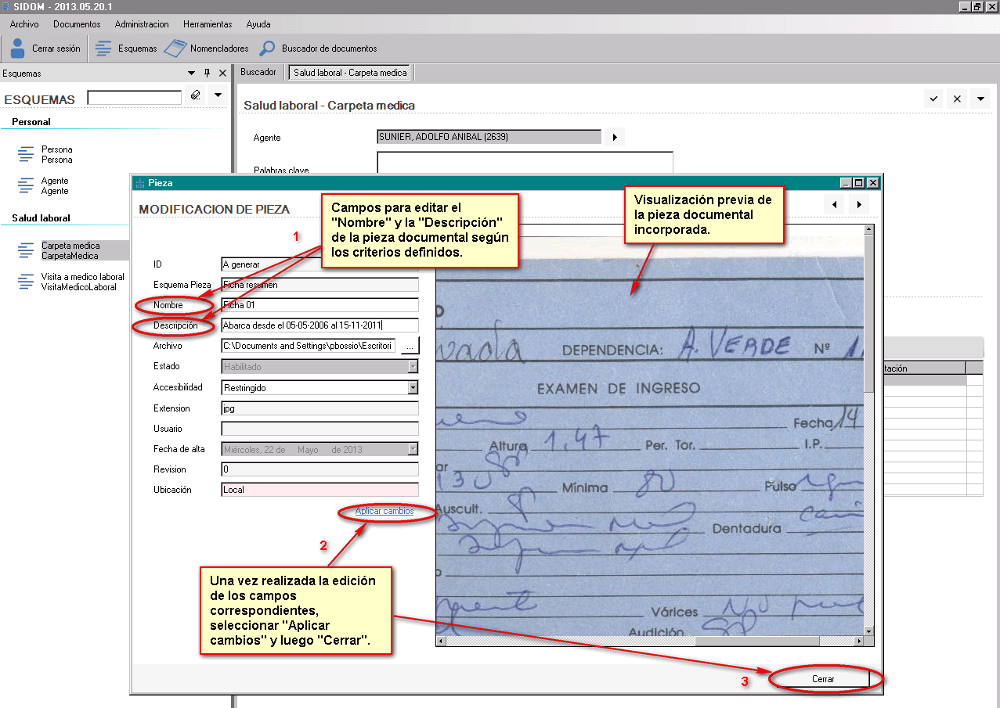 SIDOM - 2013.05.20.1
Archivo Documentos Administracion Herramientas Ayuda
Cerrar sesión Esquemas Nomencladores Buscador de documentos
Esquemas
Buscador Salud laboral - Carpeta medica
ESQUEMAS
Salud laboral - Carpeta medica
Personal
Agente SUNIER, ADOLFO ANIBAL (2639)
Persona
Persona
Palabras clave
Agente
Agente
Salud laboral
Carpeta medica
CarpetaMedica
Visita a medico laboral
VisitaMedicoLaboral
tación
Pieza
MODIFICACION DE PIEZA
Campos para editar el
"Nombre" y la "Descripción"
de la pieza documental según
los criterios definidos.
Visualización previa de
la pieza documental
incorporada.
1
ID A generar
Esquema Pieza Ficha resumen
Nombre Ficha 01
Descripción Abarca desde el 05-05-2006 al 15-11-2011
Archivo C:\Documents and Settings\pbossio\Escritori ...
Estado Habilitado
Accesibilidad Restringido
Extension jpg
Usuario
Fecha de alta Miércoles, 22 de Mayo de 2013
Revision 0
Ubicación Local
Aplicar cambios
2
Una vez realizada la edición
de los campos
correspondientes,
seleccionar "Aplicar
cambios" y luego "Cerrar".
DEPENDENCIA: A. VERDE Nº
EXAMEN DE INGRESO
Fecha 14
Altura 1,47 Per. Tor. I.P.
Mínima 80 Pulso
Auscult.
Dentadura
Várices
Audición
3
Cerrar